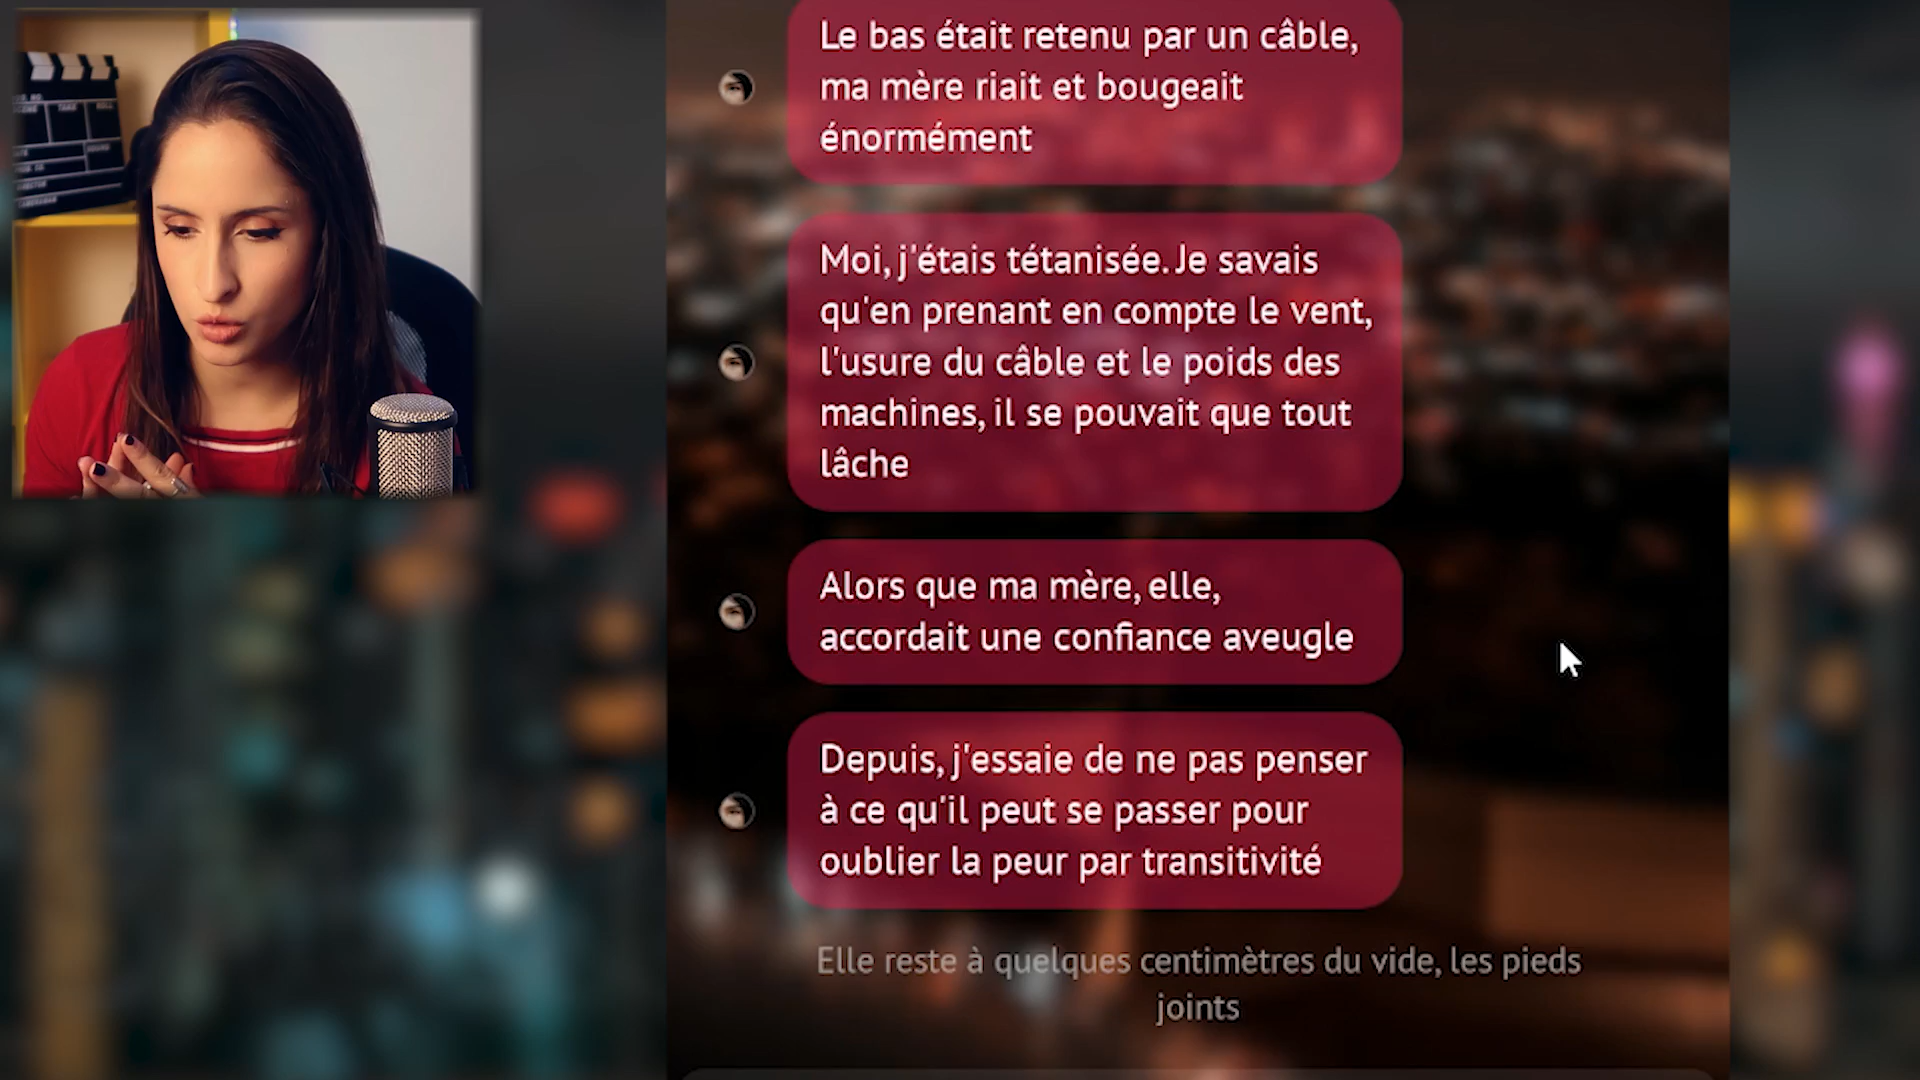 Le bas était retenu par un câble,
ma mère riait et bougeait
énormément
Moi, j'étais tétanisée. Je savais
qu'en prenant en compte le vent,
l'usure du câble et le poids des
machines, il se pouvait que tout
lâche
Alors que ma mère, elle,
accordait une confiance aveugle
Depuis, j'essaie de ne pas penser
à ce qu'il peut se passer pour
oublier la peur par transitivité
Elle reste à quelques centimètres du vide, les pieds
joints